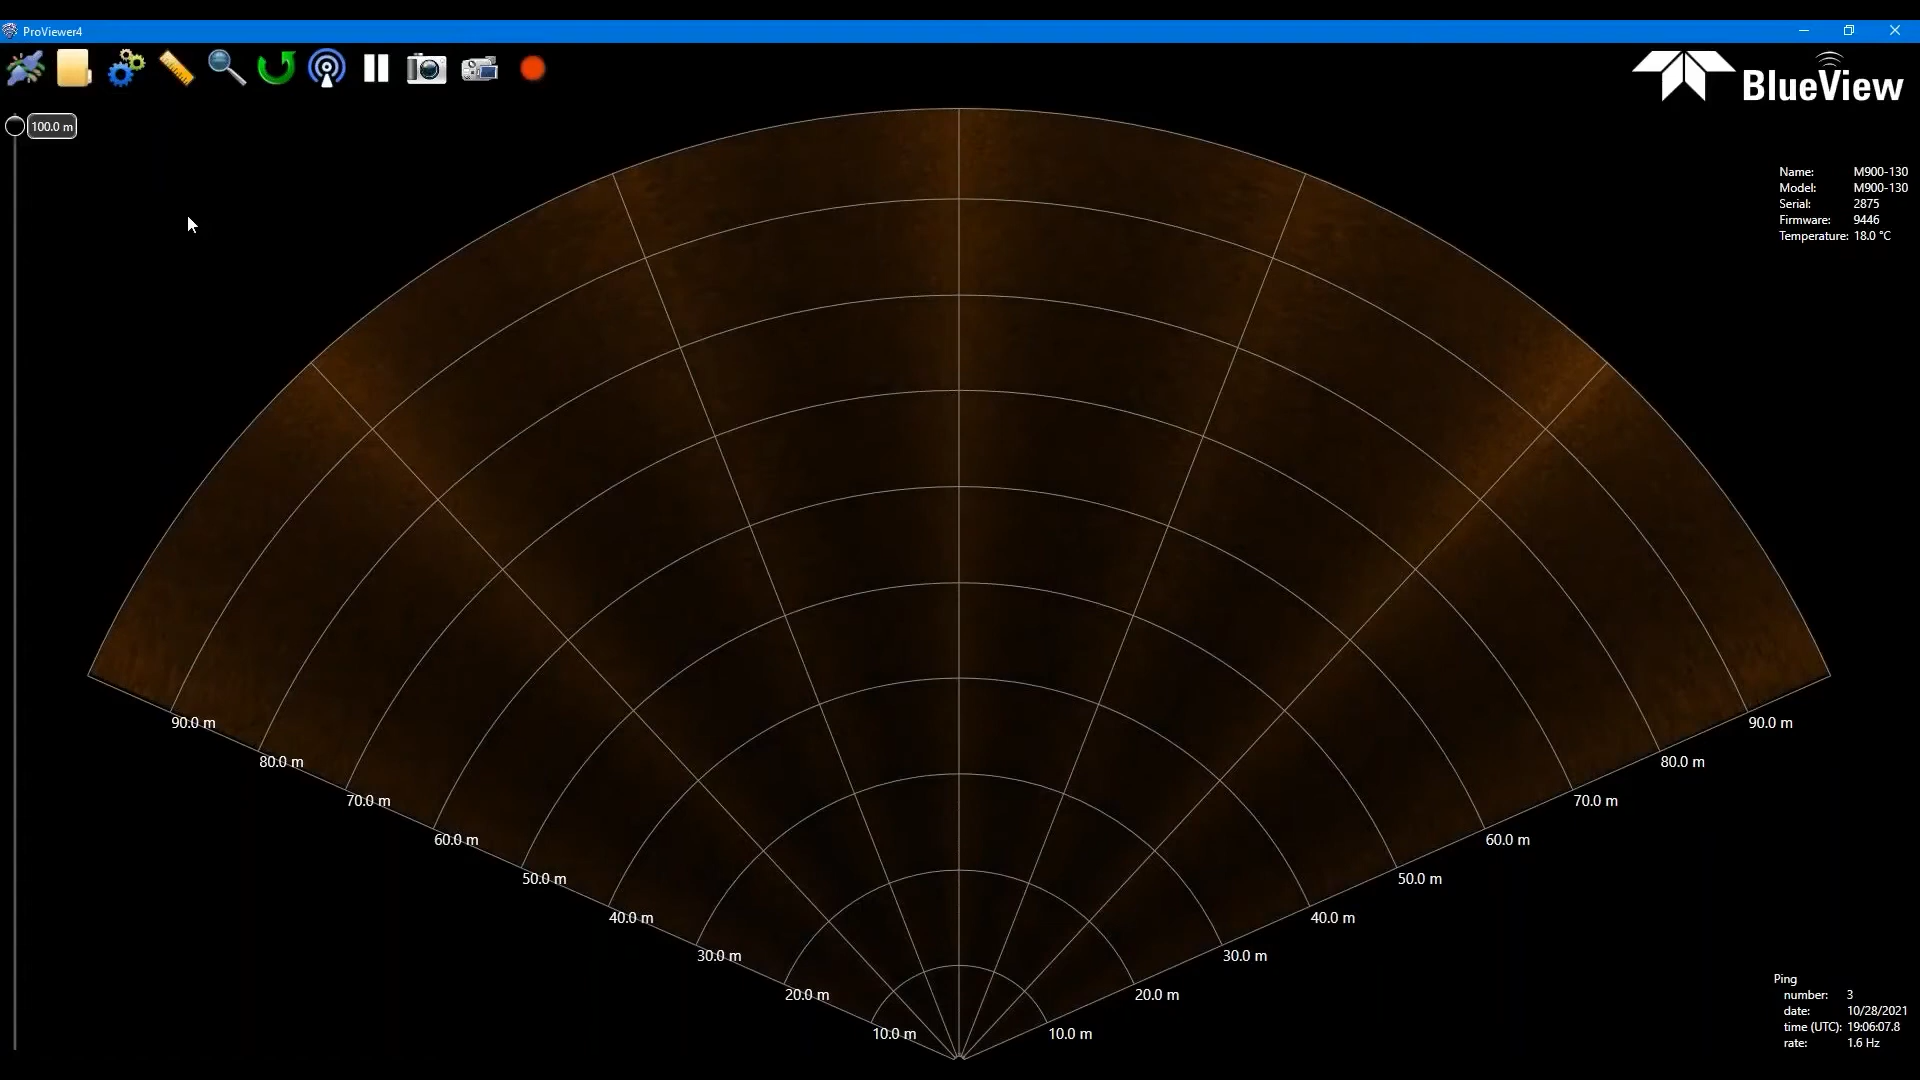 ProViewer4
BlueView
100.0 m
Name: M900-130
Model: M900-130
Serial: 2875
Firmware: 9446
Temperature: 18.0 °C
90.0 m 90.0 m
80.0 m 80.0 m
70.0 m 70.0 m
60.0 m 60.0 m
50.0 m 50.0 m
40.0 m 40.0 m
30.0 m 30.0 m
20.0 m 20.0 m
10.0 m 10.0 m
Ping
number: 3
date: 10/28/2021
time (UTC): 19:06:07.8
rate: 1.6 Hz